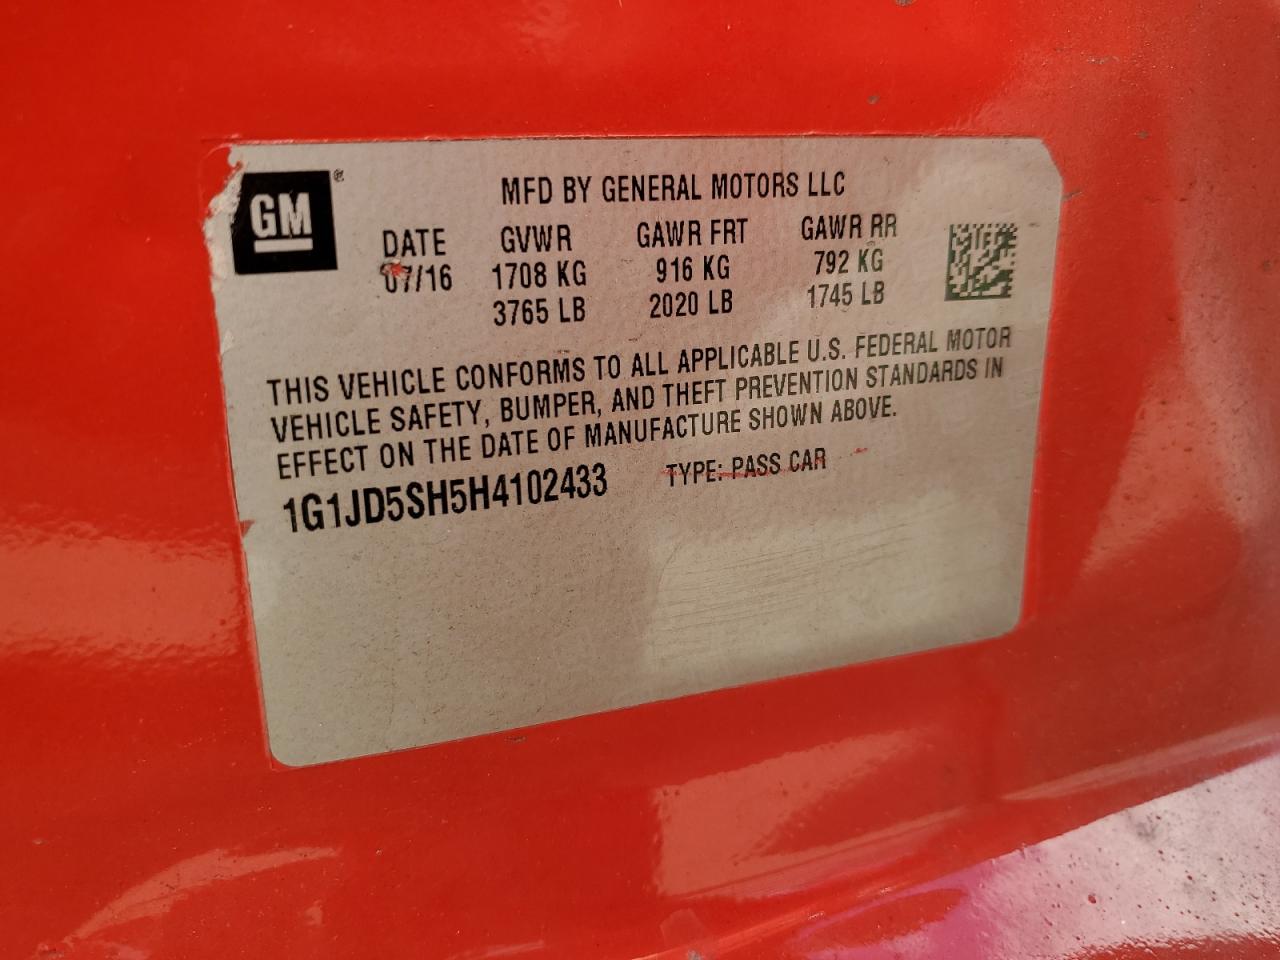 GM ®
MFD BY GENERAL MOTORS LLC
DATE GVWR GAWR FRT GAWR RR
07/16 1708 KG 916 KG 792 KG
3765 LB 2020 LB 1745 LB
THIS VEHICLE CONFORMS TO ALL APPLICABLE U.S. FEDERAL MOTOR
VEHICLE SAFETY, BUMPER, AND THEFT PREVENTION STANDARDS IN
EFFECT ON THE DATE OF MANUFACTURE SHOWN ABOVE.
1G1JD5SH5H4102433 TYPE: PASS CAR